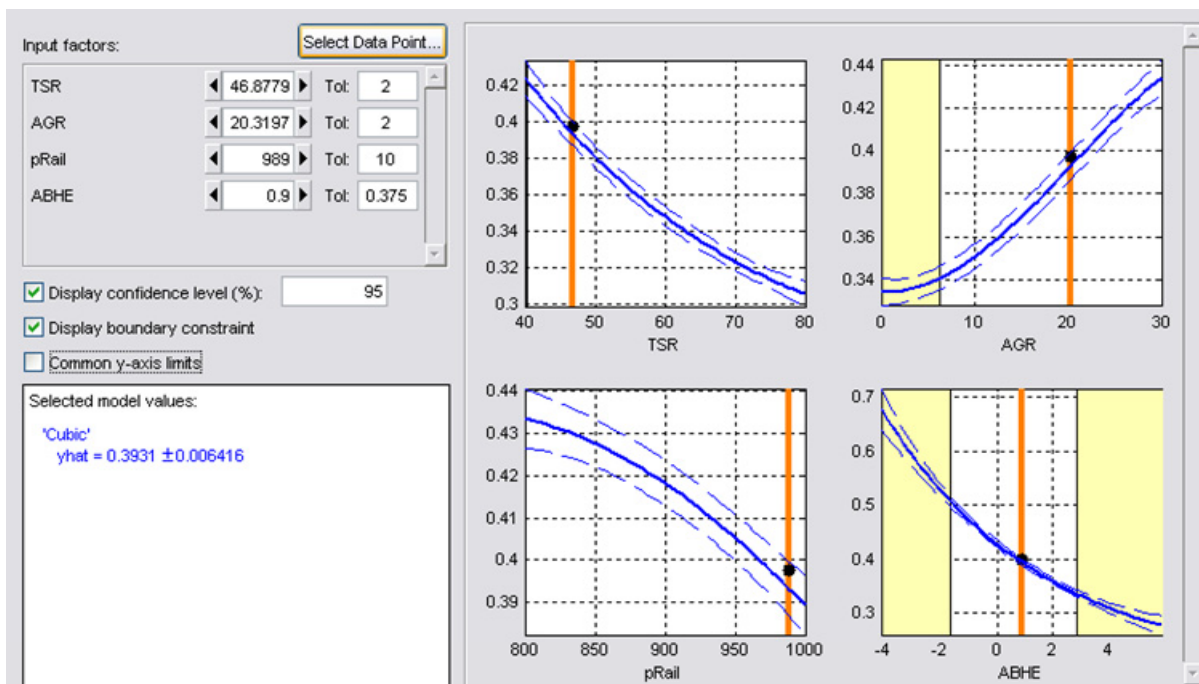 Input factors:
Select Data Point...
TSR 46.8779 Tol: 2
AGR 20.3197 Tol: 2
pRail 989 Tol: 10
ABHE 0.9 Tol: 0.375
Display confidence level (%): 95
Display boundary constraint
Common y-axis limits
Selected model values:
'Cubic'
yhat = 0.3931 ±0.006416
0.42
0.4
0.38
0.36
0.34
0.32
0.3
40 50 60 70 80
TSR
0.44
0.42
0.4
0.38
0.36
0.34
0 10 20 30
AGR
0.44
0.43
0.42
0.41
0.4
0.39
800 850 900 950 1000
pRail
0.7
0.6
0.5
0.4
0.3
-4 -2 0 2 4
ABHE